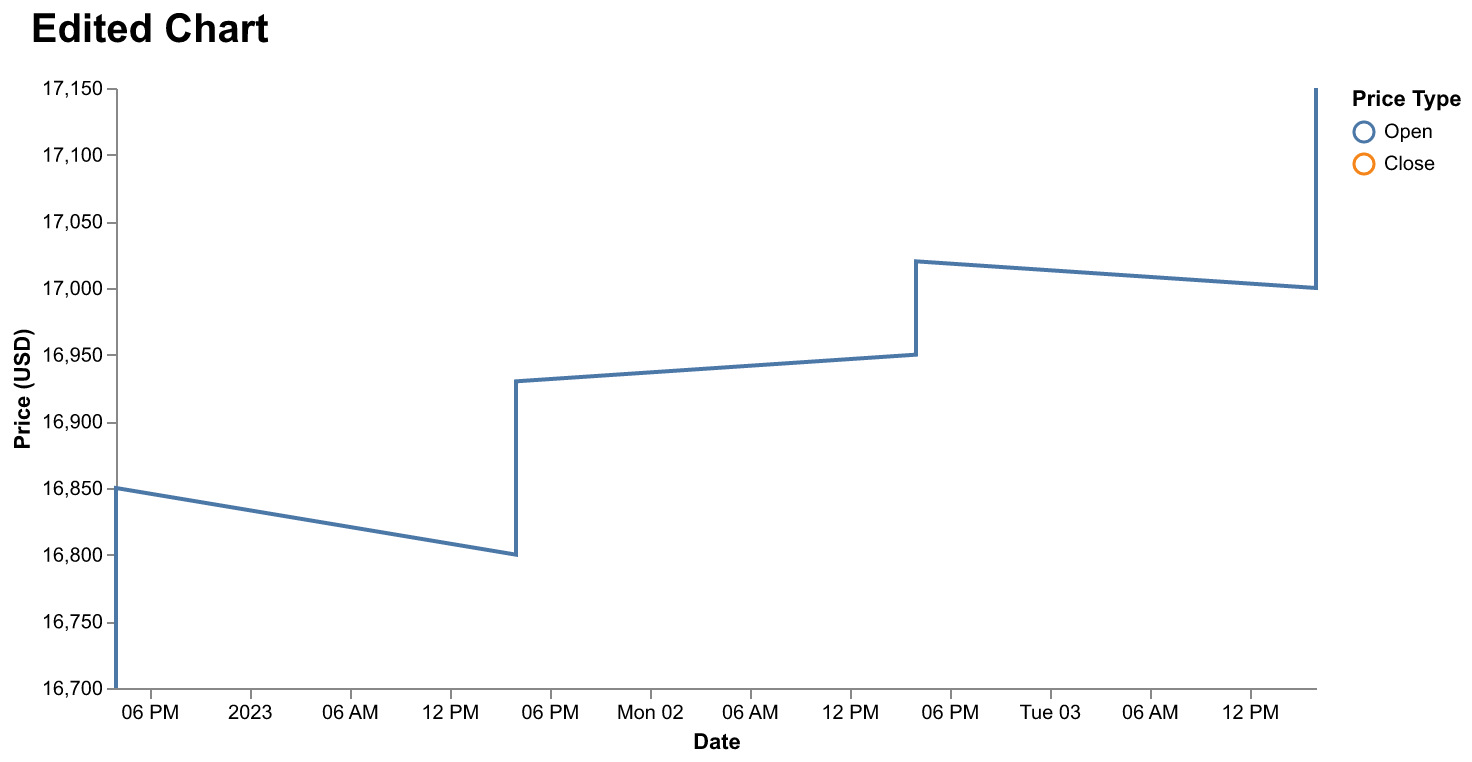 Edited Chart
17,150
17,100
17,050
17,000
16,950
16,900
16,850
16,800
16,750
16,700
Price (USD)
06 PM 2023 06 AM 12 PM 06 PM Mon 02 06 AM 12 PM 06 PM Tue 03 06 AM 12 PM
Date
Price Type
Open
Close